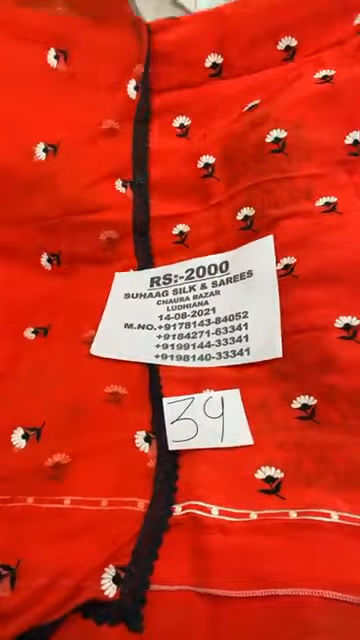 RS:-2000
SUHAAG SILK & SAREES
CHAURA BAZAR
LUDHIANA
14-08-2021
M.NO.+9178143-84052
+9184271-63341
+9199144-33341
+9198140-33341
39